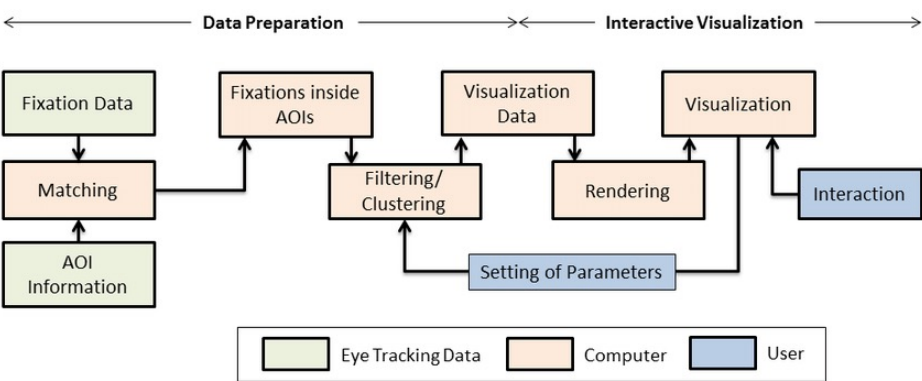 Data Preparation
Interactive Visualization
Fixation Data
Fixations inside
AOIs
Visualization
Data
Visualization
Matching
Filtering/
Clustering
Rendering
Interaction
AOI
Information
Setting of Parameters
Eye Tracking Data
Computer
User